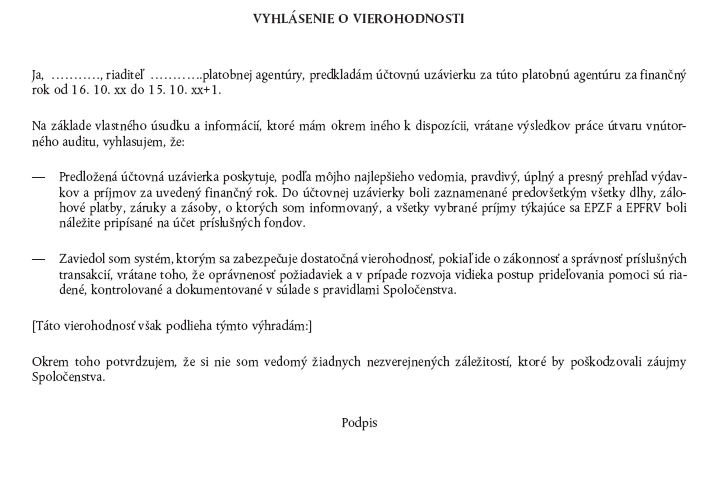 VYHLÁSENIE O VIEROHODNOSTI
Ja, ..........., riaditeľ ............platobnej agentúry, predkladám účtovnú uzávierku za túto platobnú agentúru za finančný
rok od 16. 10. xx do 15. 10. xx+1.
Na základe vlastného úsudku a informácií, ktoré mám okrem iného k dispozícii, vrátane výsledkov práce útvaru vnútor-
ného auditu, vyhlasujem, že:
— Predložená účtovná uzávierka poskytuje, podľa môjho najlepšieho vedomia, pravdivý, úplný a presný prehľad výdav-
kov a príjmov za uvedený finančný rok. Do účtovnej uzávierky boli zaznamenané predovšetkým všetky dlhy, zálo-
hové platby, záruky a zásoby, o ktorých som informovaný, a všetky vybrané príjmy týkajúce sa EPZF a EPFRV boli
náležite pripísané na účet príslušných fondov.
— Zaviedol som systém, ktorým sa zabezpečuje dostatočná vierohodnosť, pokiaľ ide o zákonnosť a správnosť príslušných
transakcií, vrátane toho, že oprávnenosť požiadaviek a v prípade rozvoja vidieka postup prideľovania pomoci sú ria-
dené, kontrolované a dokumentované v súlade s pravidlami Spoločenstva.
[Táto vierohodnosť však podlieha týmto výhradám:]
Okrem toho potvrdzujem, že si nie som vedomý žiadnych nezverejnených záležitostí, ktoré by poškodzovali záujmy
Spoločenstva.
Podpis